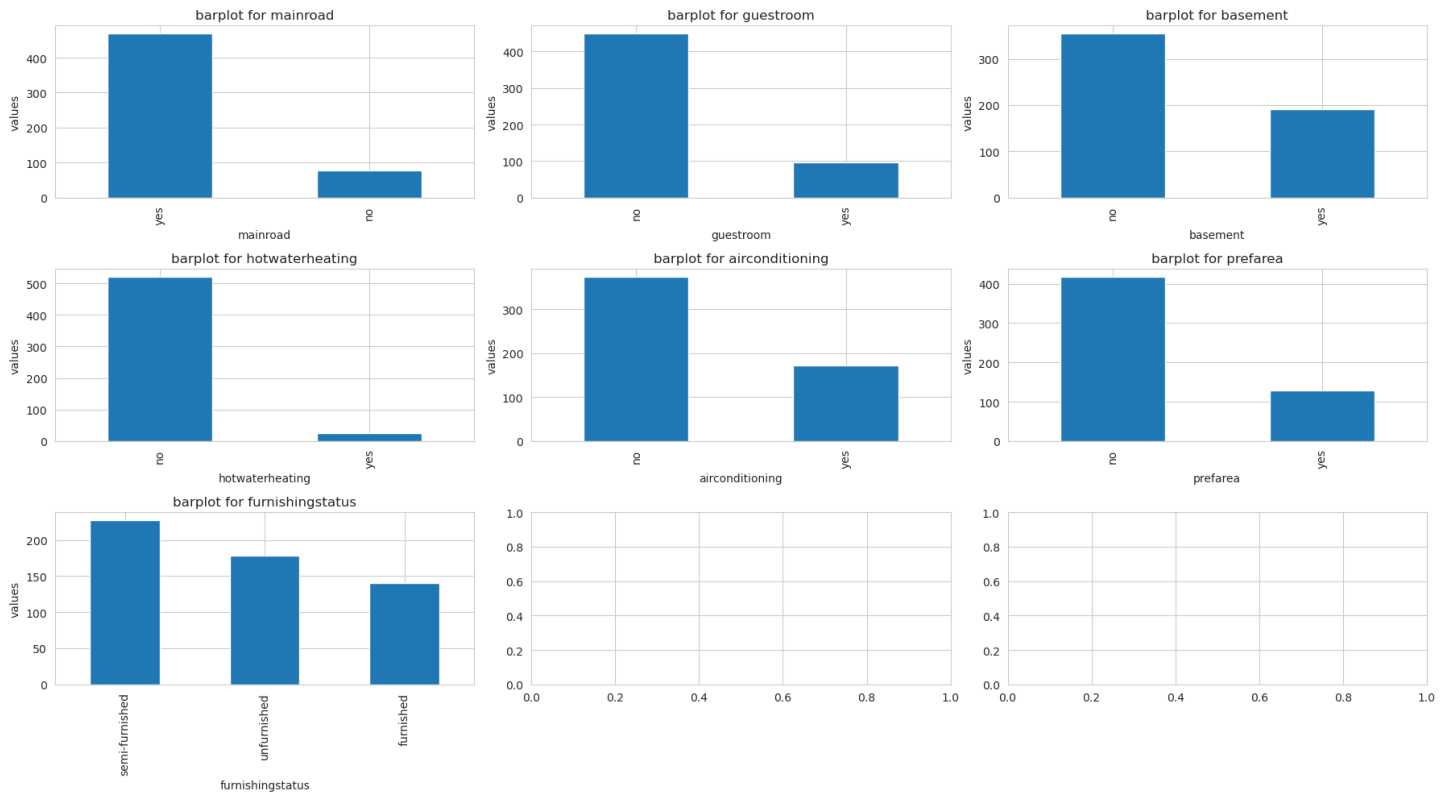 barplot for mainroad
400
300
200
100
0
values
yes
no
mainroad
barplot for guestroom
400
300
200
100
0
values
no
yes
guestroom
barplot for basement
300
200
100
0
values
no
yes
basement
barplot for hotwaterheating
500
400
300
200
100
0
values
no
yes
hotwaterheating
barplot for airconditioning
300
200
100
0
values
no
yes
airconditioning
barplot for prefarea
400
300
200
100
0
values
no
yes
prefarea
barplot for furnishingstatus
200
150
100
50
0
values
semi-furnished
unfurnished
furnished
furnishingstatus
1.0
0.8
0.6
0.4
0.2
0.0
0.0 0.2 0.4 0.6 0.8 1.0
1.0
0.8
0.6
0.4
0.2
0.0
0.0 0.2 0.4 0.6 0.8 1.0